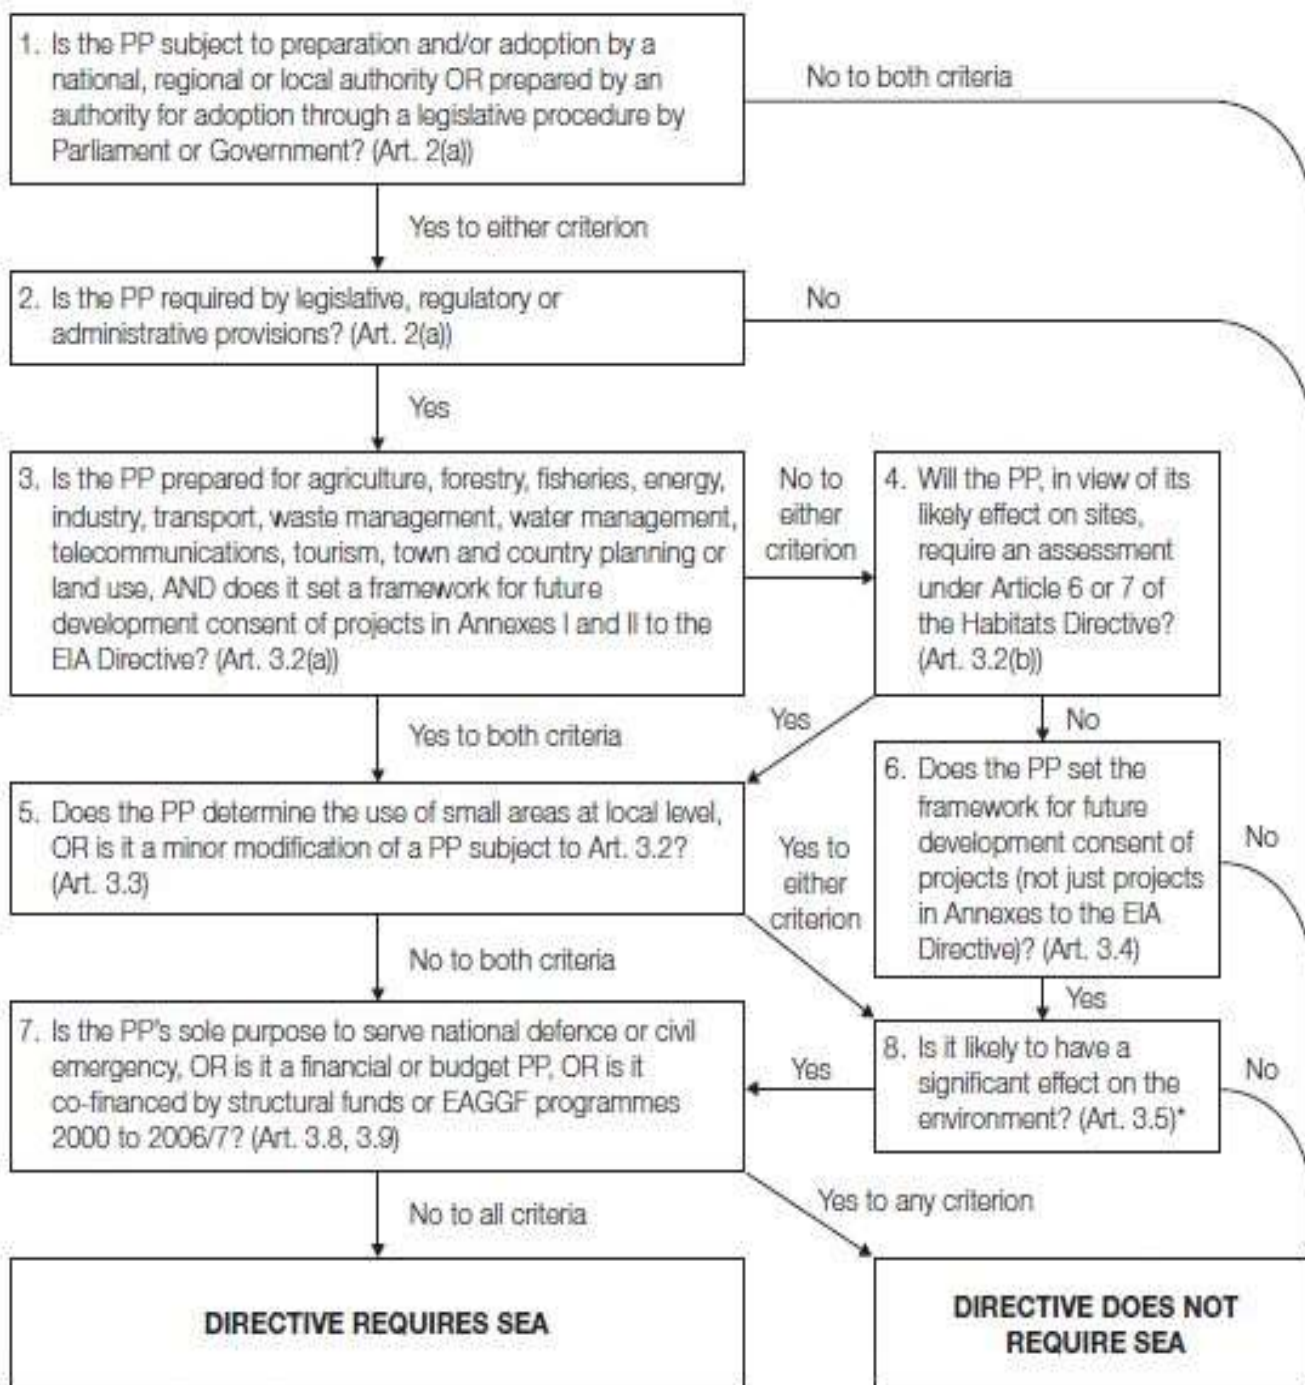 1. Is the PP subject to preparation and/or adoption by a
national, regional or local authority OR prepared by an
authority for adoption through a legislative procedure by
Parliament or Government? (Art. 2(a))
No to both criteria
Yes to either criterion
2. Is the PP required by legislative, regulatory or
administrative provisions? (Art. 2(a))
No
Yes
3. Is the PP prepared for agriculture, forestry, fisheries, energy,
industry, transport, waste management, water management,
telecommunications, tourism, town and country planning or
land use, AND does it set a framework for future
development consent of projects in Annexes I and II to the
EIA Directive? (Art. 3.2(a))
No to
either
criterion
4. Will the PP, in view of its
likely effect on sites,
require an assessment
under Article 6 or 7 of
the Habitats Directive?
(Art. 3.2(b))
Yes to both criteria
Yes
No
5. Does the PP determine the use of small areas at local level,
OR is it a minor modification of a PP subject to Art. 3.2?
(Art. 3.3)
Yes to
either
criterion
6. Does the PP set the
framework for future
development consent of
projects (not just projects
in Annexes to the EIA
Directive)? (Art. 3.4)
No
No to both criteria
Yes
7. Is the PP's sole purpose to serve national defence or civil
emergency, OR is it a financial or budget PP, OR is it
co-financed by structural funds or EAGGF programmes
2000 to 2006/7? (Art. 3.8, 3.9)
Yes
8. Is it likely to have a
significant effect on the
environment? (Art. 3.5)*
No
No to all criteria
Yes to any criterion
DIRECTIVE REQUIRES SEA
DIRECTIVE DOES NOT
REQUIRE SEA